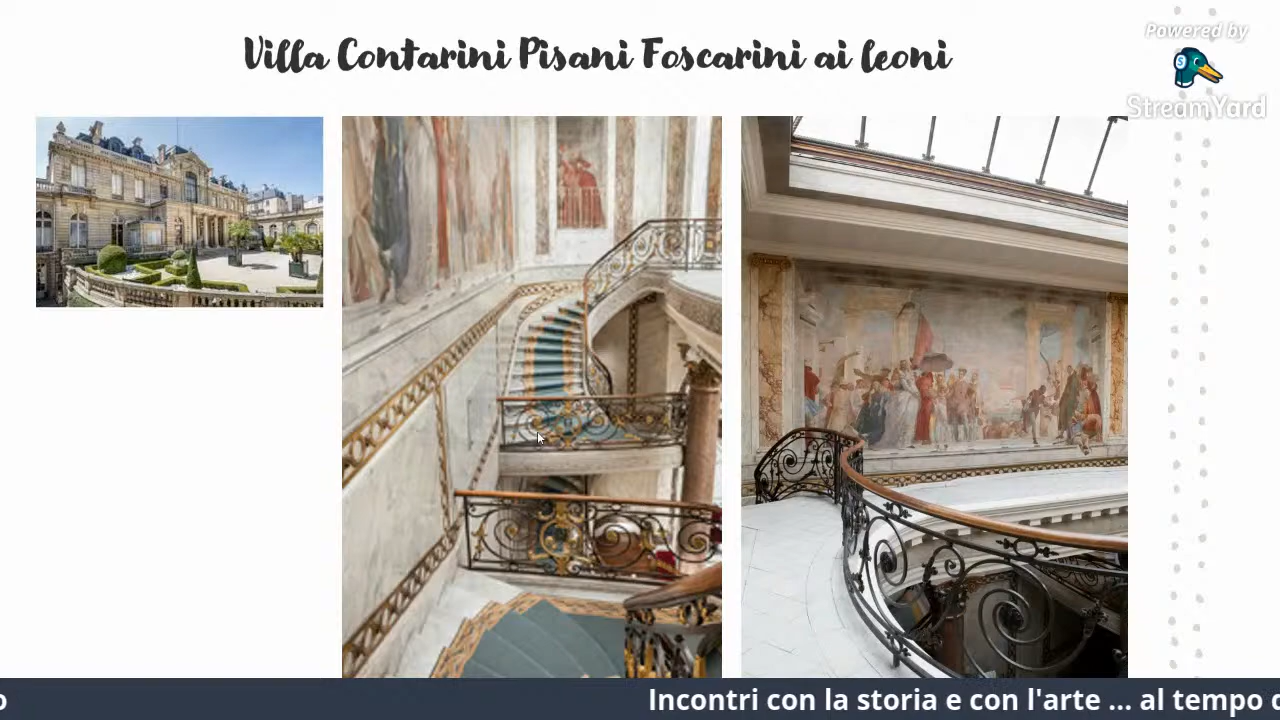 Villa Contarini Pisani Foscarini ai leoni
Powered by
StreamYard
o
Incontri con la storia e con l'arte ... al tempo